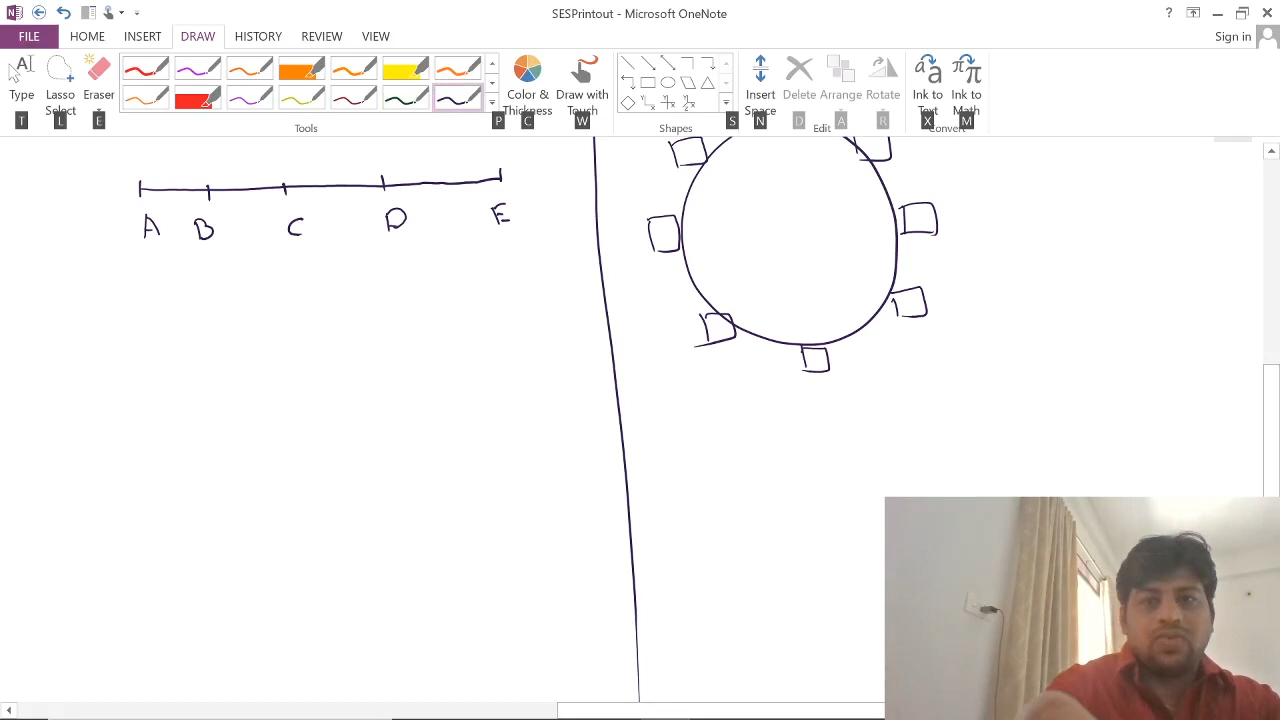 SESPrintout - Microsoft OneNote
?
FILE HOME INSERT DRAW HISTORY REVIEW VIEW Sign in
Type Lasso Select Eraser Color & Thickness Draw with Touch Insert Space Delete Arrange Rotate Ink to Text Ink to Math
T L E P C W S N D A R X M
Tools Shapes Edit Convert
A B C D E